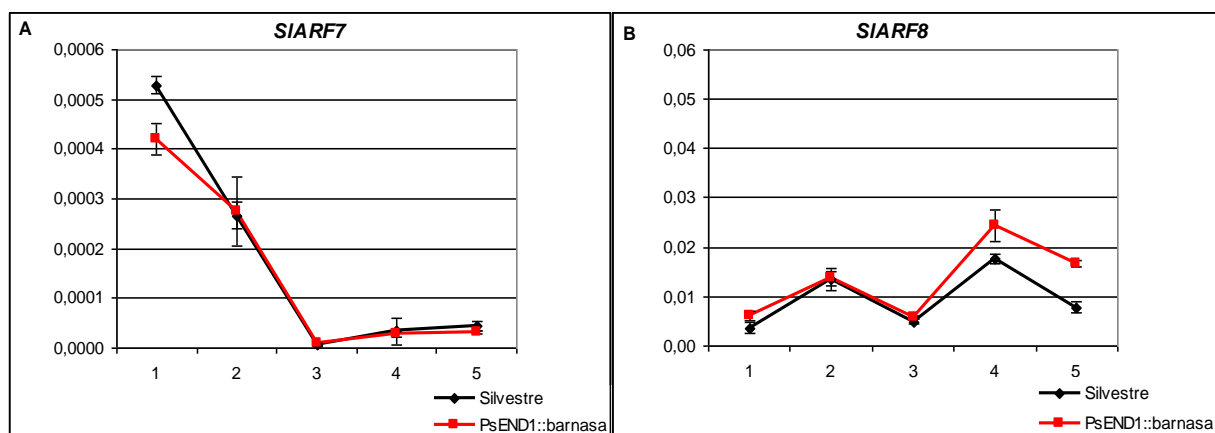 A
SlARF7
0,0006
0,0005
0,0004
0,0003
0,0002
0,0001
0,0000
1 2 3 4 5
Silvestre
PsEND1::barnasa
B
SlARF8
0,06
0,05
0,04
0,03
0,02
0,01
0,00
1 2 3 4 5
Silvestre
PsEND1::barnasa